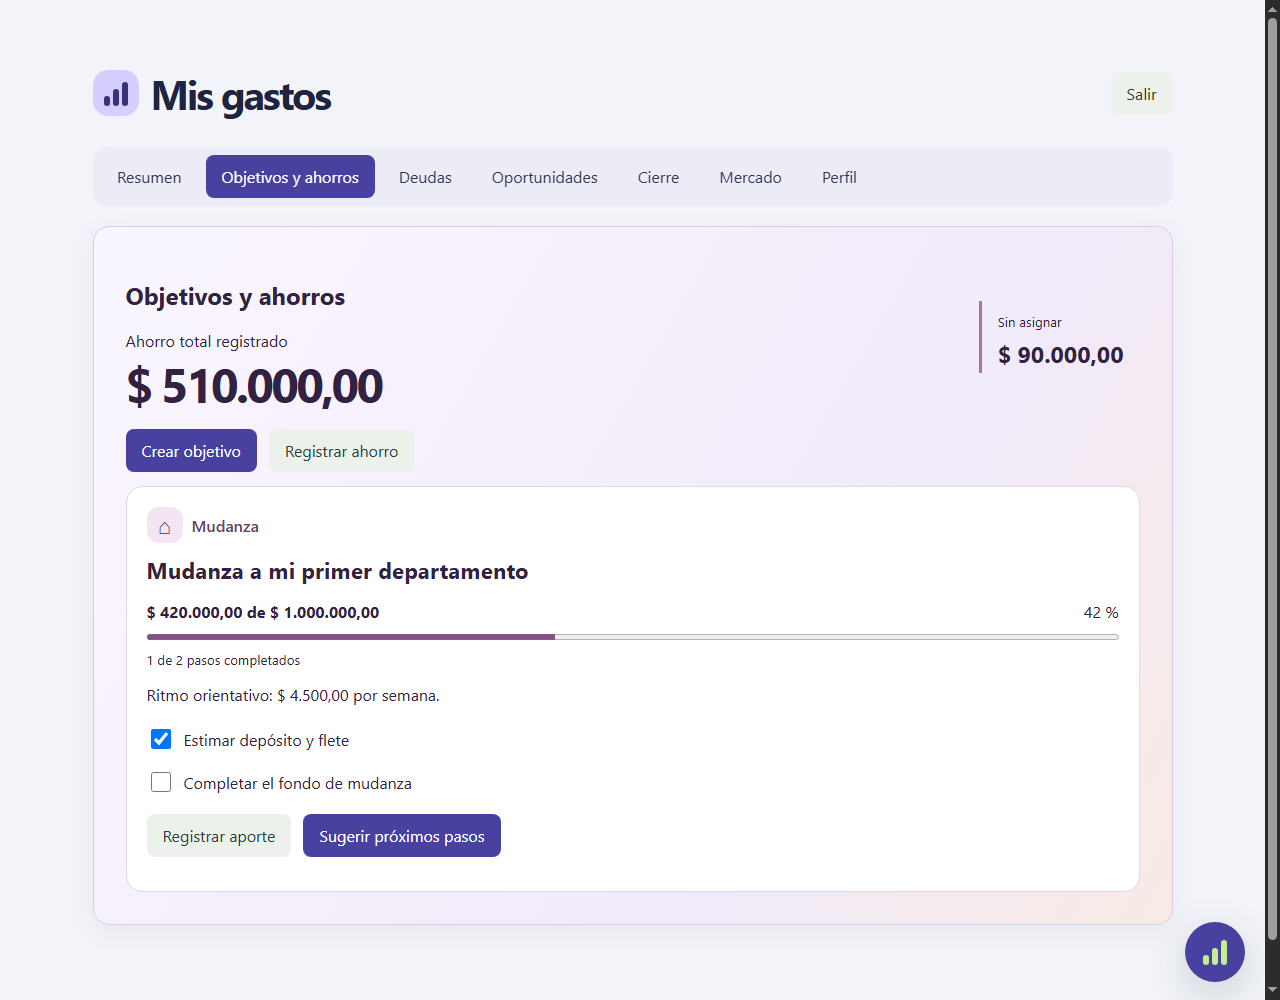 Mis gastos
Salir
Resumen
Objetivos y ahorros
Deudas
Oportunidades
Cierre
Mercado
Perfil
Objetivos y ahorros
Ahorro total registrado
$ 510.000,00
Sin asignar
$ 90.000,00
Crear objetivo
Registrar ahorro
Mudanza
Mudanza a mi primer departamento
$ 420.000,00 de $ 1.000.000,00
42 %
1 de 2 pasos completados
Ritmo orientativo: $ 4.500,00 por semana.
Estimar depósito y flete
Completar el fondo de mudanza
Registrar aporte
Sugerir próximos pasos